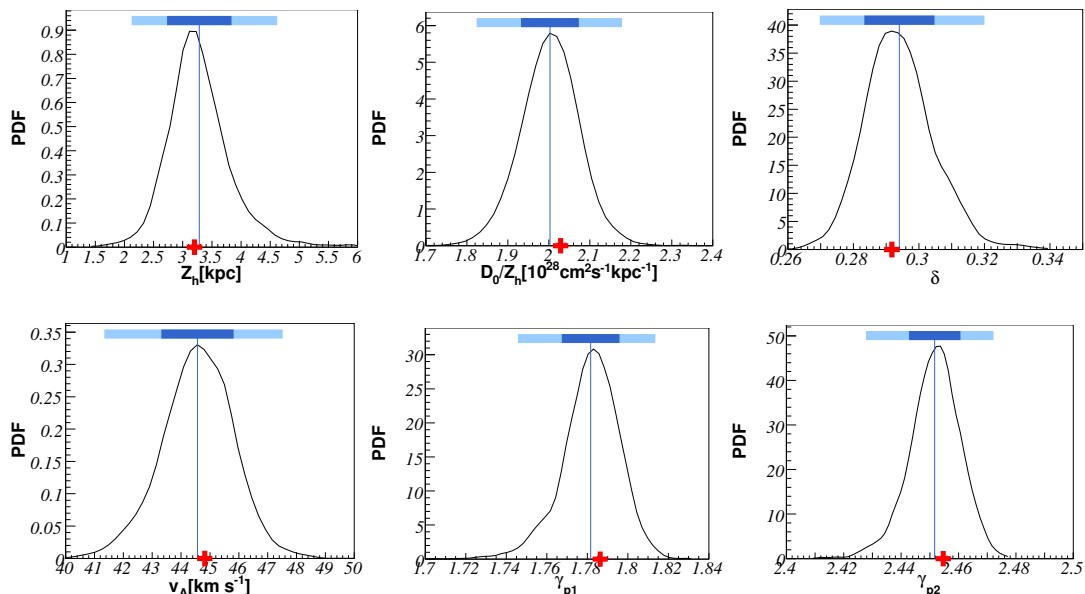 PDF
0.9
0.8
0.7
0.6
0.5
0.4
0.3
0.2
0.1
0
1 1.5 2 2.5 3 3.5 4 4.5 5 5.5 6
Z_h[kpc]
PDF
6
5
4
3
2
1
0
1.7 1.8 1.9 2 2.1 2.2 2.3 2.4
D_0/Z_h[10^28cm^2s^-1kpc^-1]
PDF
40
35
30
25
20
15
10
5
0
0.26 0.28 0.3 0.32 0.34
δ
PDF
0.35
0.3
0.25
0.2
0.15
0.1
0.05
0
40 41 42 43 44 45 46 47 48 49 50
v_A[km s^-1]
PDF
30
25
20
15
10
5
0
1.7 1.72 1.74 1.76 1.78 1.8 1.82 1.84
γ_p1
PDF
50
40
30
20
10
0
2.4 2.42 2.44 2.46 2.48 2.5
γ_p2